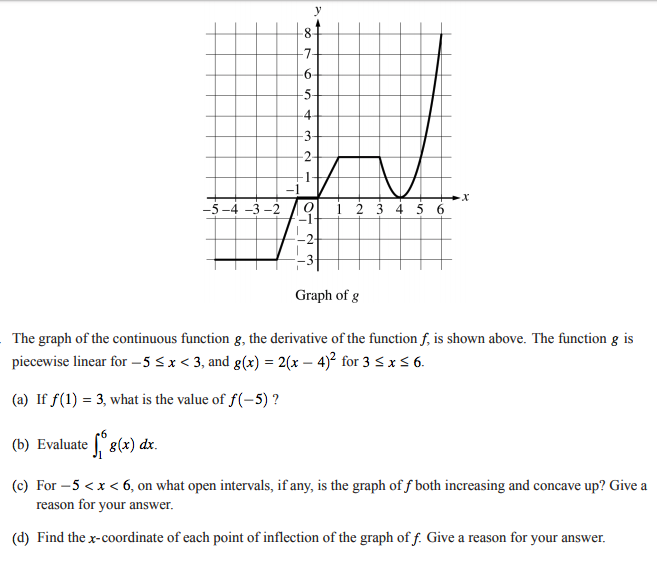 y
8
7
6
5
4
3
2
1
−1
x
−5 −4 −3 −2 O 1 2 3 4 5 6
−1
−2
−3
Graph of g
The graph of the continuous function g, the derivative of the function f, is shown above. The function g is
piecewise linear for −5 ≤ x < 3, and g(x) = 2(x − 4)² for 3 ≤ x ≤ 6.
(a) If f(1) = 3, what is the value of f(−5) ?
(b) Evaluate ∫₁⁶ g(x) dx.
(c) For −5 < x < 6, on what open intervals, if any, is the graph of f both increasing and concave up? Give a
reason for your answer.
(d) Find the x-coordinate of each point of inflection of the graph of f. Give a reason for your answer.